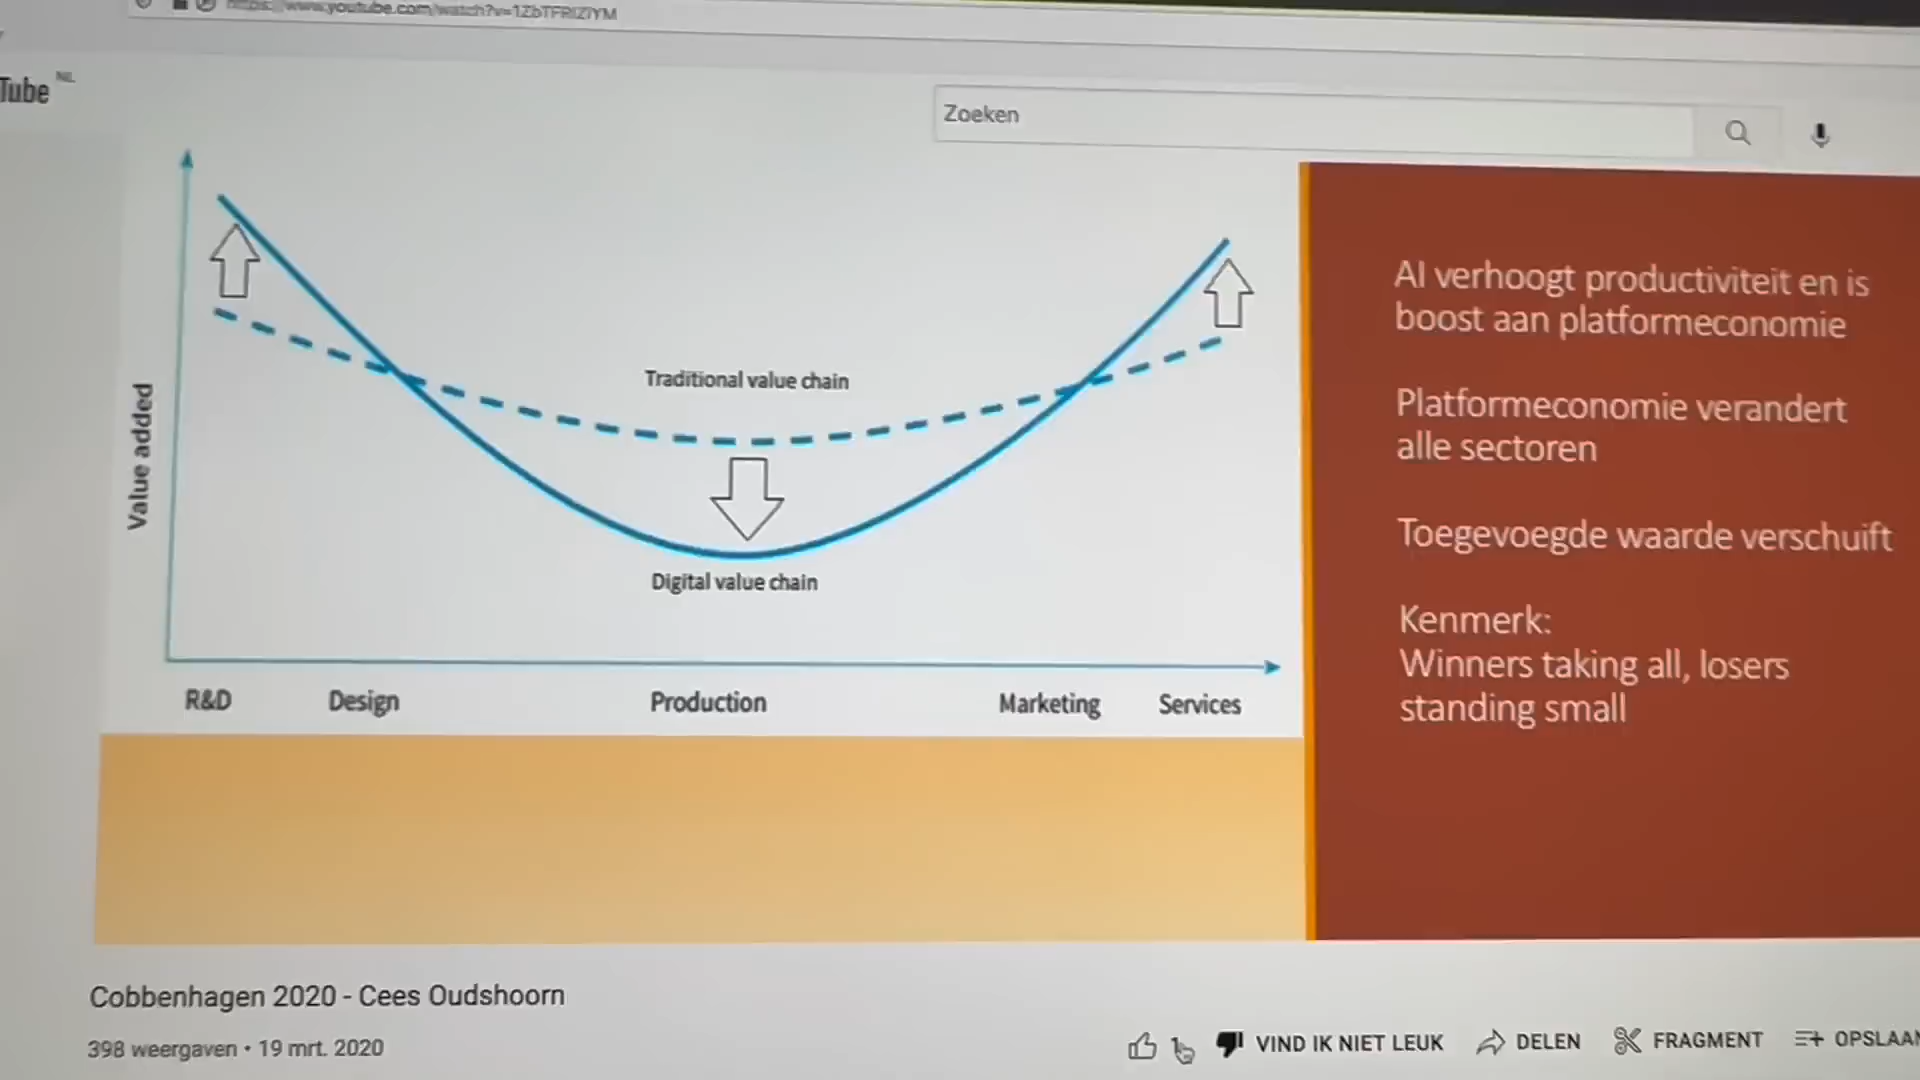 Tube NL
Zoeken
Value added
Traditional value chain
Digital value chain
R&D Design Production Marketing Services
AI verhoogt productiviteit en is
boost aan platformeconomie
Platformeconomie verandert
alle sectoren
Toegevoegde waarde verschuift
Kenmerk:
Winners taking all, losers
standing small
Cobbenhagen 2020 - Cees Oudshoorn
398 weergaven • 19 mrt. 2020
VIND IK NIET LEUK DELEN FRAGMENT OPSLAAN